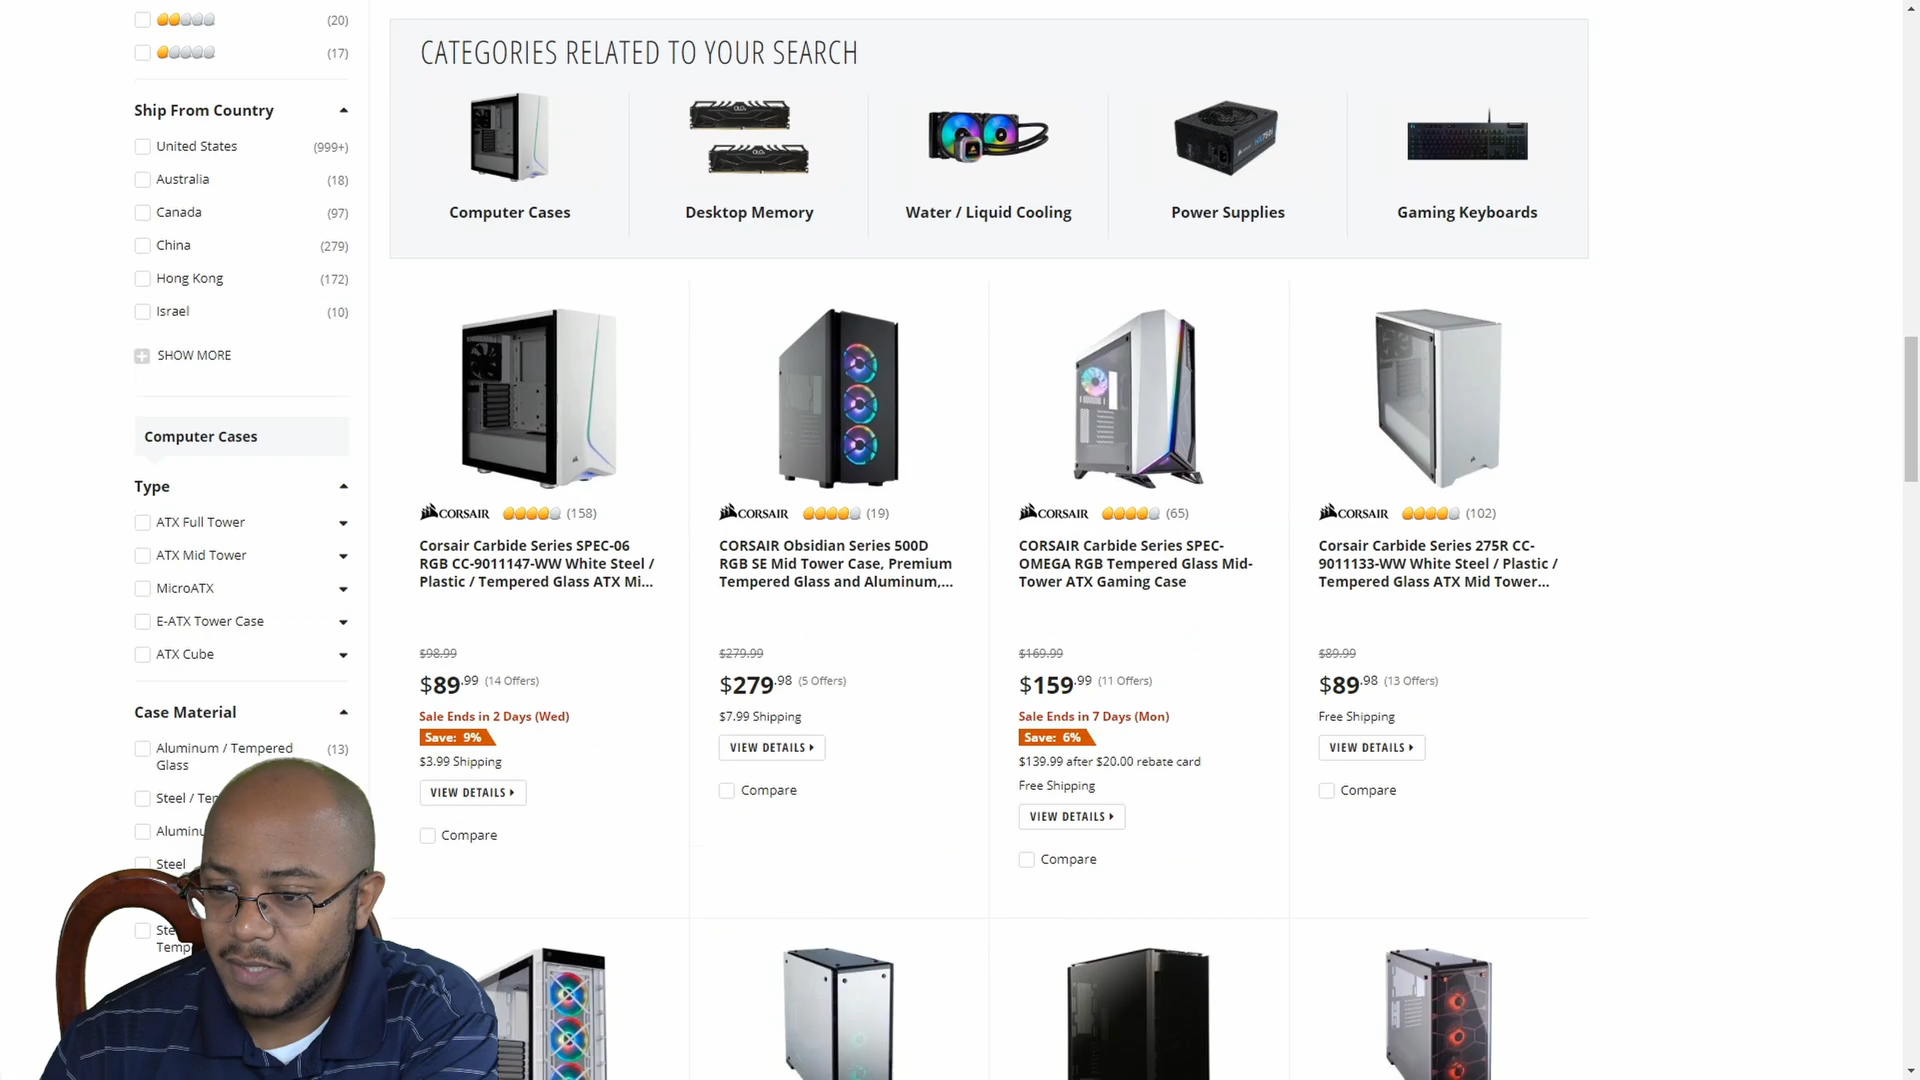 (20)
(17)
Ship From Country
United States (999+)
Australia (18)
Canada (97)
China (279)
Hong Kong (172)
Israel (10)
SHOW MORE
Computer Cases
Type
ATX Full Tower
ATX Mid Tower
MicroATX
E-ATX Tower Case
ATX Cube
Case Material
Aluminum / Tempered (13)
Glass
Steel /
Steel
CATEGORIES RELATED TO YOUR SEARCH
Computer Cases
Desktop Memory
Water / Liquid Cooling
Power Supplies
Gaming Keyboards
CORSAIR (158)
Corsair Carbide Series SPEC-06
RGB CC-9011147-WW White Steel /
Plastic / Tempered Glass ATX Mi...
$98.99
$89.99 (14 Offers)
Sale Ends in 2 Days (Wed)
Save: 9%
$3.99 Shipping
VIEW DETAILS
Compare
CORSAIR (19)
CORSAIR Obsidian Series 500D
RGB SE Mid Tower Case, Premium
Tempered Glass and Aluminum,...
$279.99
$279.98 (5 Offers)
$7.99 Shipping
VIEW DETAILS
Compare
CORSAIR (65)
CORSAIR Carbide Series SPEC-
OMEGA RGB Tempered Glass Mid-
Tower ATX Gaming Case
$169.99
$159.99 (11 Offers)
Sale Ends in 7 Days (Mon)
Save: 6%
$139.99 after $20.00 rebate card
Free Shipping
VIEW DETAILS
Compare
CORSAIR (102)
Corsair Carbide Series 275R CC-
9011133-WW White Steel / Plastic /
Tempered Glass ATX Mid Tower...
$89.99
$89.98 (13 Offers)
Free Shipping
VIEW DETAILS
Compare